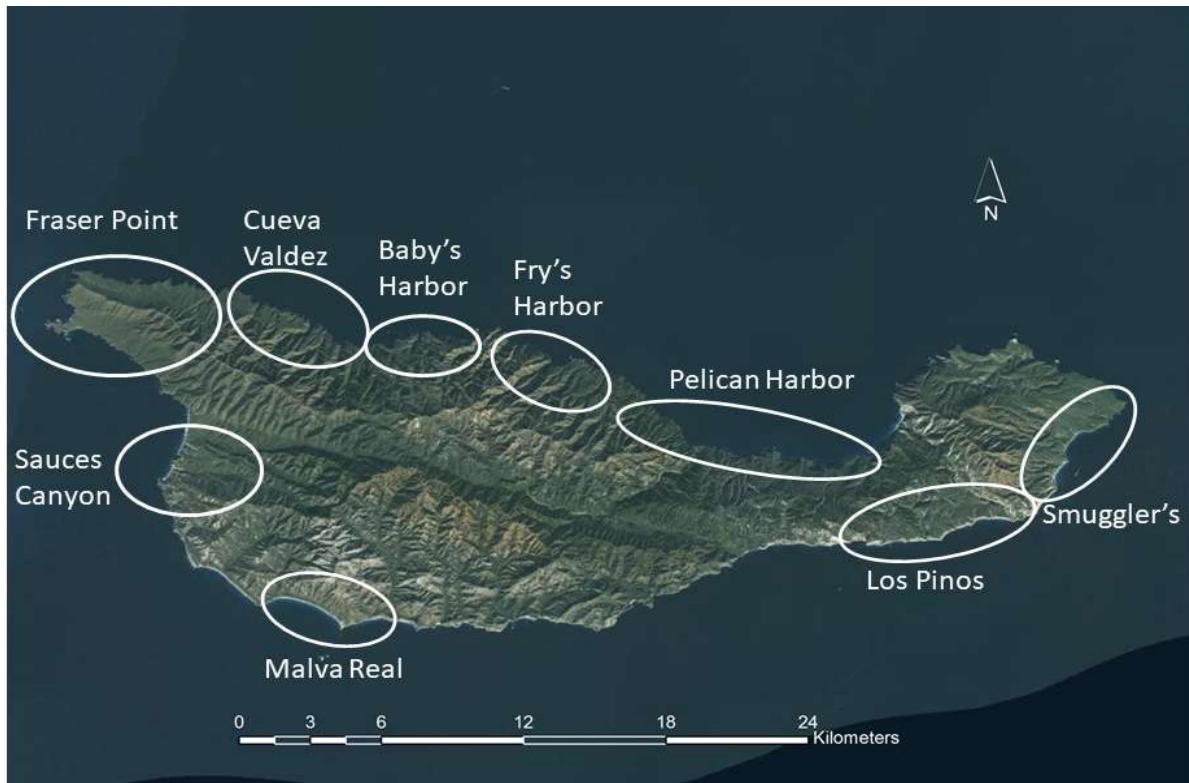 Fraser Point
Cueva
Valdez
Baby's
Harbor
Fry's
Harbor
N
Pelican Harbor
Sauces
Canyon
Smuggler's
Los Pinos
Malva Real
0 3 6 12 18 24
Kilometers